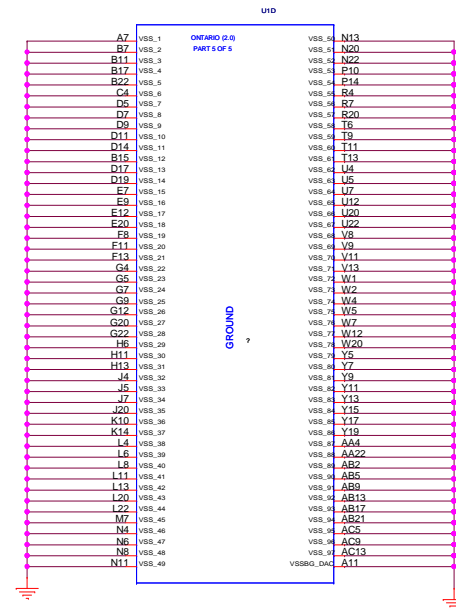 U1D
ONTARIO (2.0)
PART 5 OF 5
A7 VSS_1
B7 VSS_2
B11 VSS_3
B17 VSS_4
B22 VSS_5
C4 VSS_6
D5 VSS_7
D7 VSS_8
D9 VSS_9
D11 VSS_10
D14 VSS_11
B15 VSS_12
D17 VSS_13
D19 VSS_14
E7 VSS_15
E9 VSS_16
E12 VSS_17
E20 VSS_18
F8 VSS_19
F11 VSS_20
F13 VSS_21
G4 VSS_22
G5 VSS_23
G7 VSS_24
G9 VSS_25
G12 VSS_26
G20 VSS_27
G22 VSS_28
H6 VSS_29
H11 VSS_30
H13 VSS_31
J4 VSS_32
J5 VSS_33
J7 VSS_34
J20 VSS_35
K10 VSS_36
K14 VSS_37
L4 VSS_38
L6 VSS_39
L8 VSS_40
L11 VSS_41
L13 VSS_42
L20 VSS_43
L22 VSS_44
M7 VSS_45
N4 VSS_46
N6 VSS_47
N8 VSS_48
N11 VSS_49
GROUND
?
VSS_50 N13
VSS_51 N20
VSS_52 N22
VSS_53 P10
VSS_54 P14
VSS_55 R4
VSS_56 R7
VSS_57 R20
VSS_58 T6
VSS_59 T9
VSS_60 T11
VSS_61 T13
VSS_62 U4
VSS_63 U5
VSS_64 U7
VSS_65 U12
VSS_66 U20
VSS_67 U22
VSS_68 V8
VSS_69 V9
VSS_70 V11
VSS_71 V13
VSS_72 W1
VSS_73 W2
VSS_74 W4
VSS_75 W5
VSS_76 W7
VSS_77 W12
VSS_78 W20
VSS_79 Y5
VSS_80 Y7
VSS_81 Y9
VSS_82 Y11
VSS_83 Y13
VSS_84 Y15
VSS_85 Y17
VSS_86 Y19
VSS_87 AA4
VSS_88 AA22
VSS_89 AB2
VSS_90 AB5
VSS_91 AB9
VSS_92 AB13
VSS_93 AB17
VSS_94 AB21
VSS_95 AC5
VSS_96 AC9
VSS_97 AC13
VSSBG_DAC A11